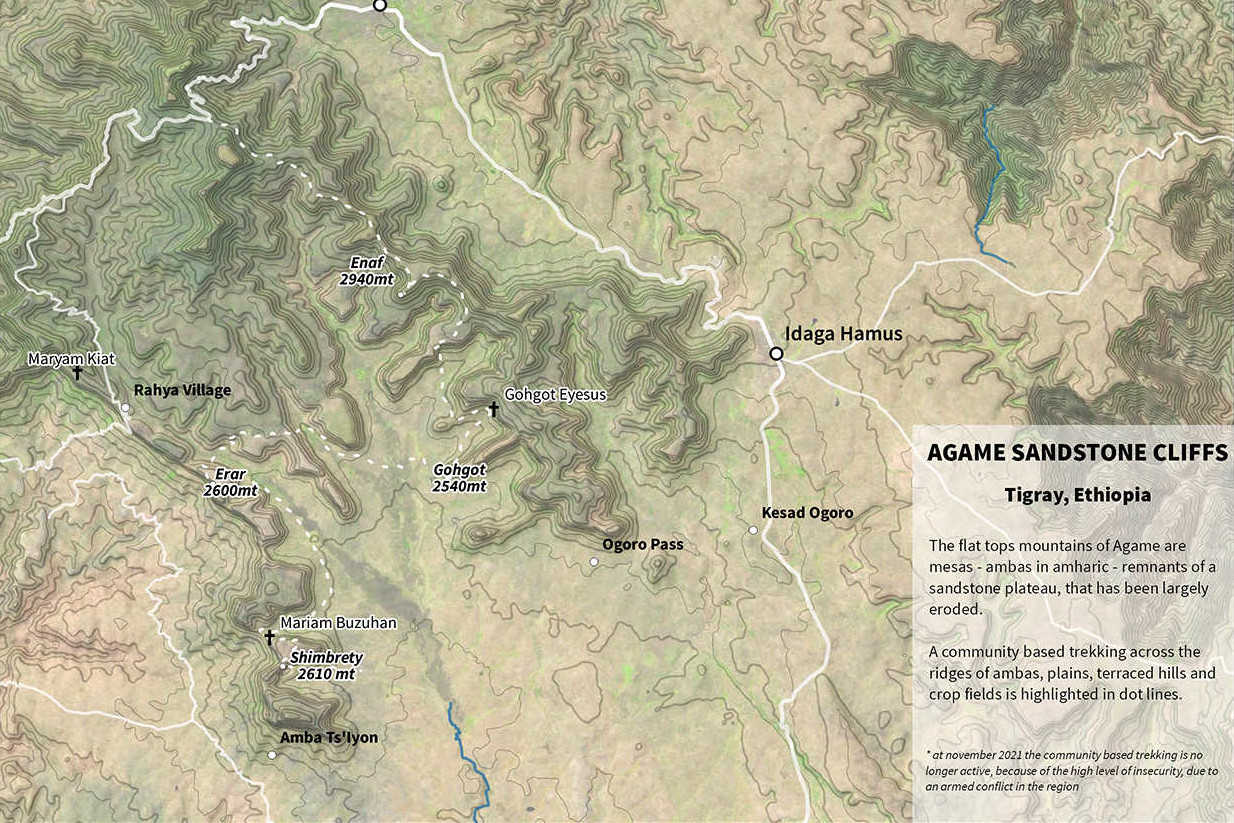 Enaf
2940mt
Idaga Hamus
Maryam Kiat
Rahya Village
Gohgot Eyesus
Gohgot
2540mt
Erar
2600mt
Kesad Ogoro
Ogoro Pass
Mariam Buzuhan
Shimbrety
2610 mt
Amba Ts'Iyon
AGAME SANDSTONE CLIFFS
Tigray, Ethiopia
The flat tops mountains of Agame are
mesas - ambas in amharic - remnants of a
sandstone plateau, that has been largely
eroded.
A community based trekking across the
ridges of ambas, plains, terraced hills and
crop fields is highlighted in dot lines.
* at november 2021 the community based trekking is no
longer active, because of the high level of insecurity, due to
an armed conflict in the region